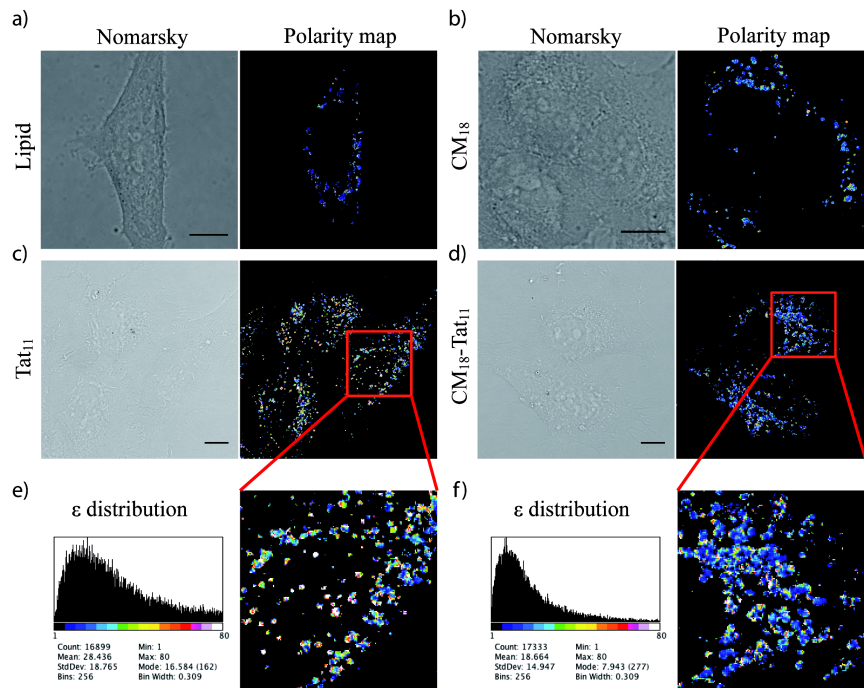 a)
b)
Nomarsky
Polarity map
Nomarsky
Polarity map
Lipid
CM18
c)
d)
Tat11
CM18-Tat11
e)
f)
ε distribution
ε distribution
1
80
1
80
Count: 16899
Min: 1
Mean: 28.436
Max: 80
StdDev: 18.765
Mode: 16.584 (162)
Bins: 256
Bin Width: 0.309
Count: 17333
Min: 1
Mean: 18.664
Max: 80
StdDev: 14.947
Mode: 7.943 (277)
Bins: 256
Bin Width: 0.309